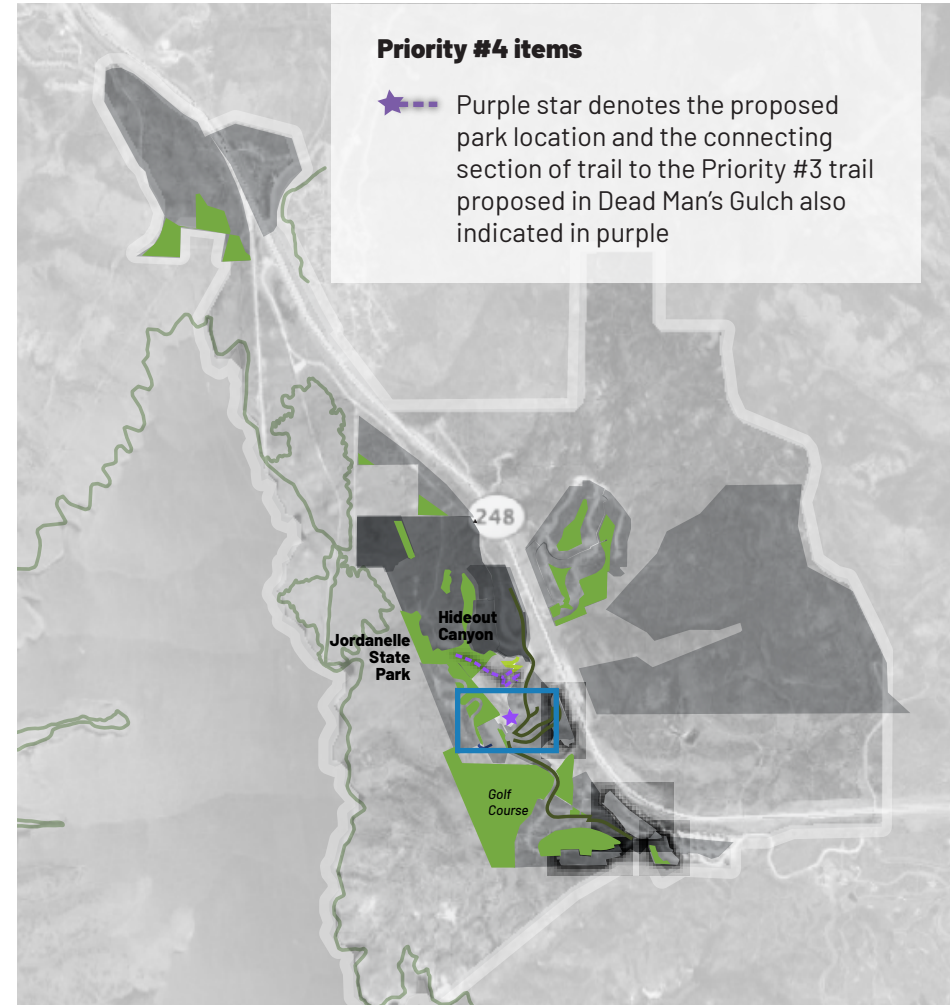 Priority #4 items
Purple star denotes the proposed
park location and the connecting
section of trail to the Priority #3 trail
proposed in Dead Man's Gulch also
indicated in purple
248
Hideout
Canyon
Jordanelle
State
Park
Golf
Course